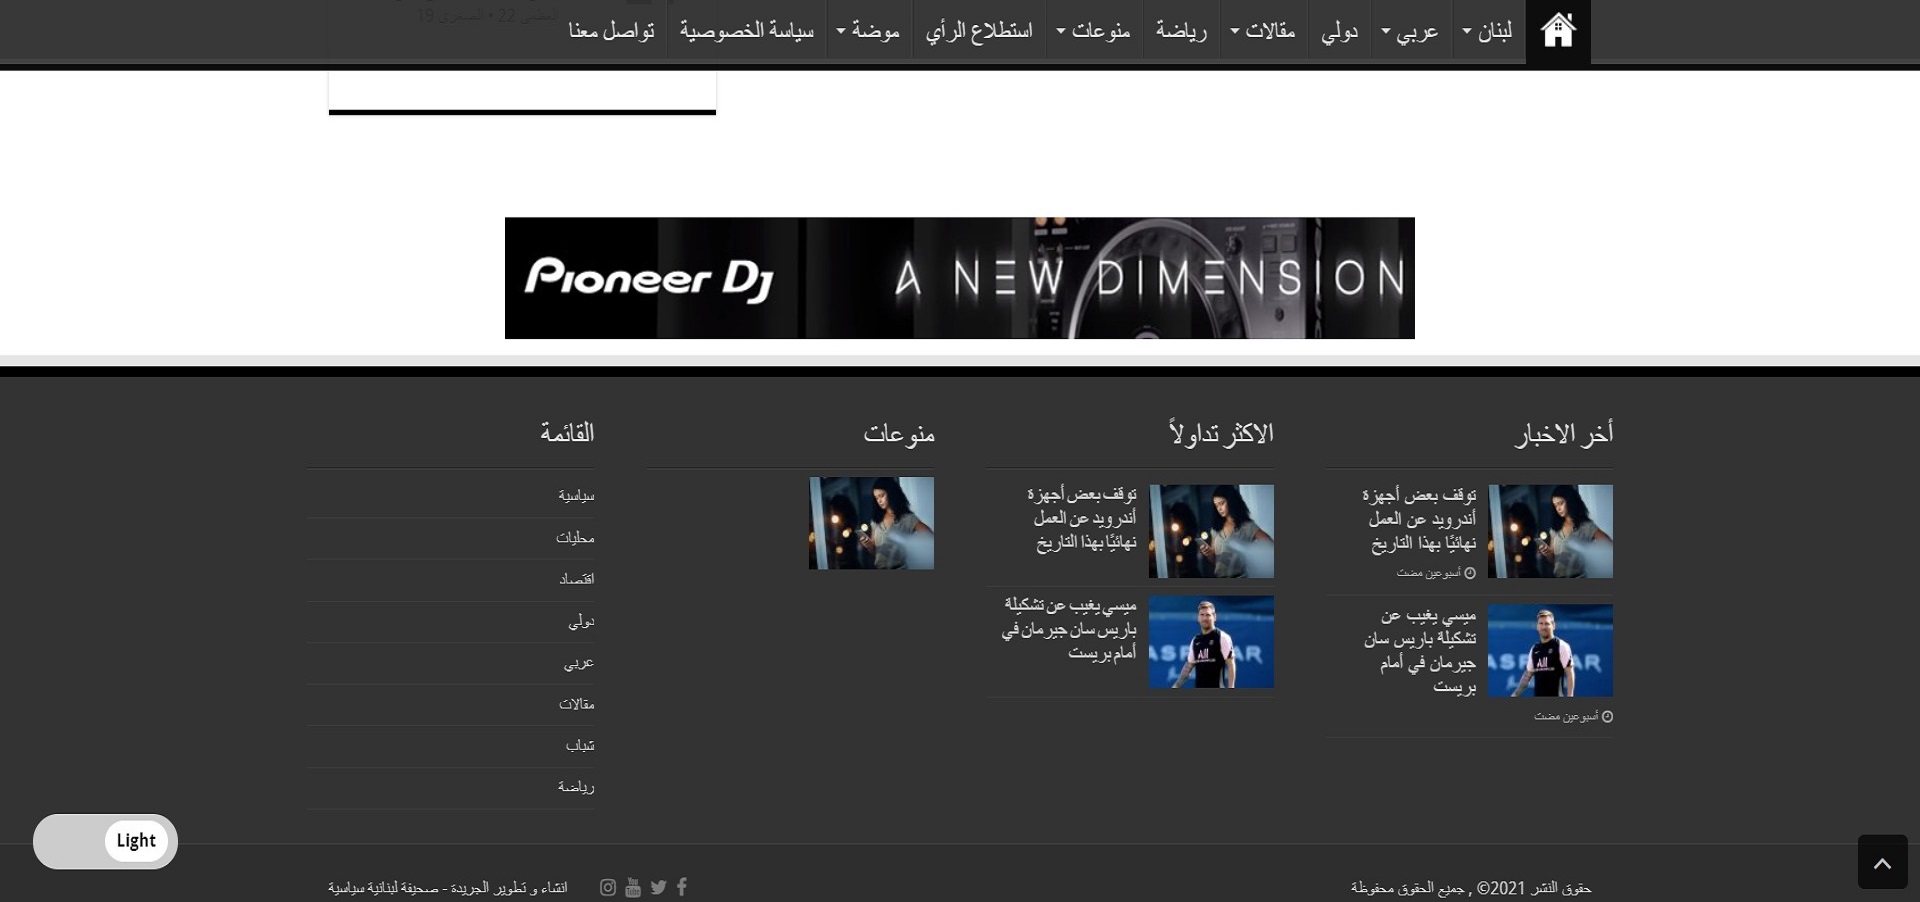 العظمى 22 • الصغرى 19
لبنان
عربي
دولي
مقالات
رياضة
منوعات
استطلاع الرأي
موضة
سياسة الخصوصية
تواصل معنا
Pioneer Dj
A NEW DIMENSION
أخر الاخبار
توقف بعض أجهزة
أندرويد عن العمل
نهائيًا بهذا التاريخ
أسبوعين مضت
ميسي يغيب عن
تشكيلة باريس سان
جيرمان في أمام
بريست
أسبوعين مضت
الاكثر تداولاً
توقف بعض أجهزة
أندرويد عن العمل
نهائيًا بهذا التاريخ
ميسي يغيب عن تشكيلة
باريس سان جيرمان في
أمام بريست
منوعات
القائمة
سياسية
محليات
اقتصاد
دولي
عربي
مقالات
شباب
رياضة
Light
حقوق النشر 2021© , جميع الحقوق محفوظة
انشاء و تطوير الجريدة - صحيفة لبنانية سياسية